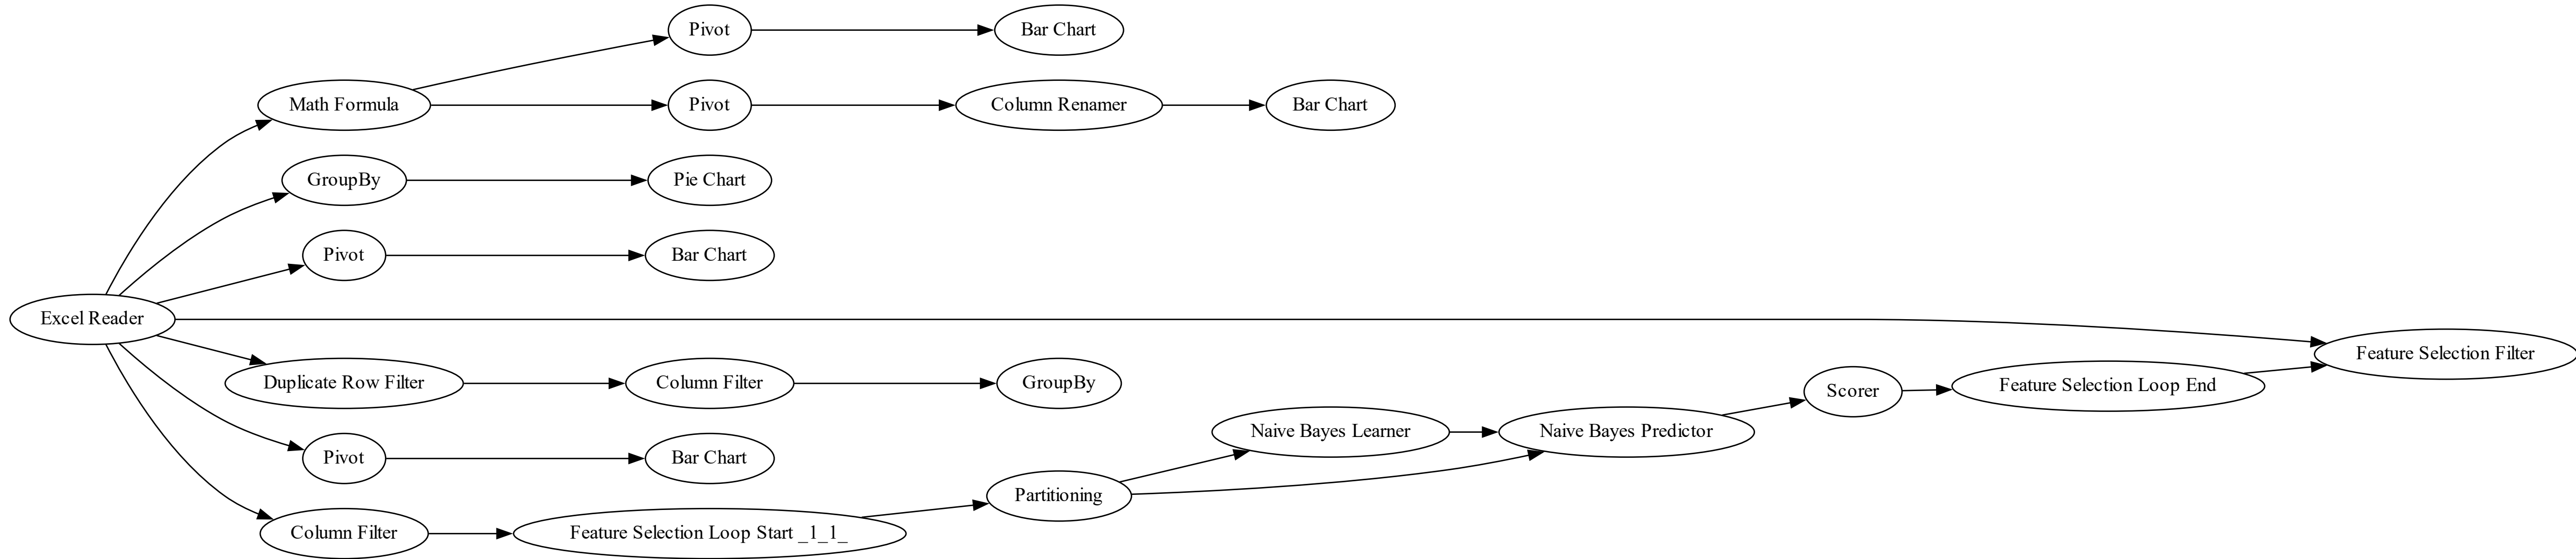 Pivot
Bar Chart
Math Formula
Pivot
Column Renamer
Bar Chart
GroupBy
Pie Chart
Pivot
Bar Chart
Excel Reader
Feature Selection Filter
Duplicate Row Filter
Column Filter
GroupBy
Scorer
Feature Selection Loop End
Naive Bayes Learner
Naive Bayes Predictor
Pivot
Bar Chart
Partitioning
Column Filter
Feature Selection Loop Start _1_1_